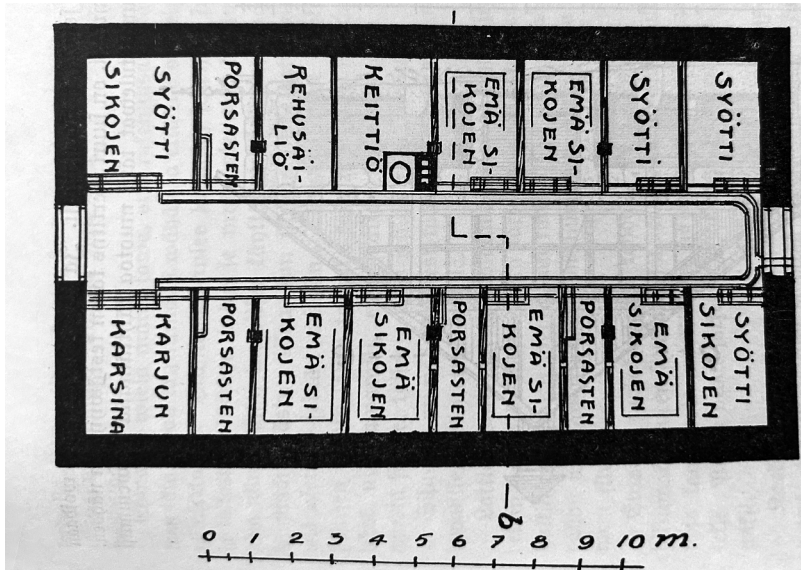 SYÖTTI
SIKOJEN
PORSASTEN
REHUSÄI-
LIÖ
KEITTIÖ
EMÄ SI-
KOJEN
EMÄ SI-
KOJEN
SYÖTTI
SYÖTTI
KARJUN
KARSINA
PORSASTEN
EMÄ SI-
KOJEN
EMÄ
SIKOJEN
PORSASTEN
EMÄ SI-
KOJEN
PORSASTEN
EMÄ
SIKOJEN
SYÖTTI
SIKOJEN
b
0 1 2 3 4 5 6 7 8 9 10 m.